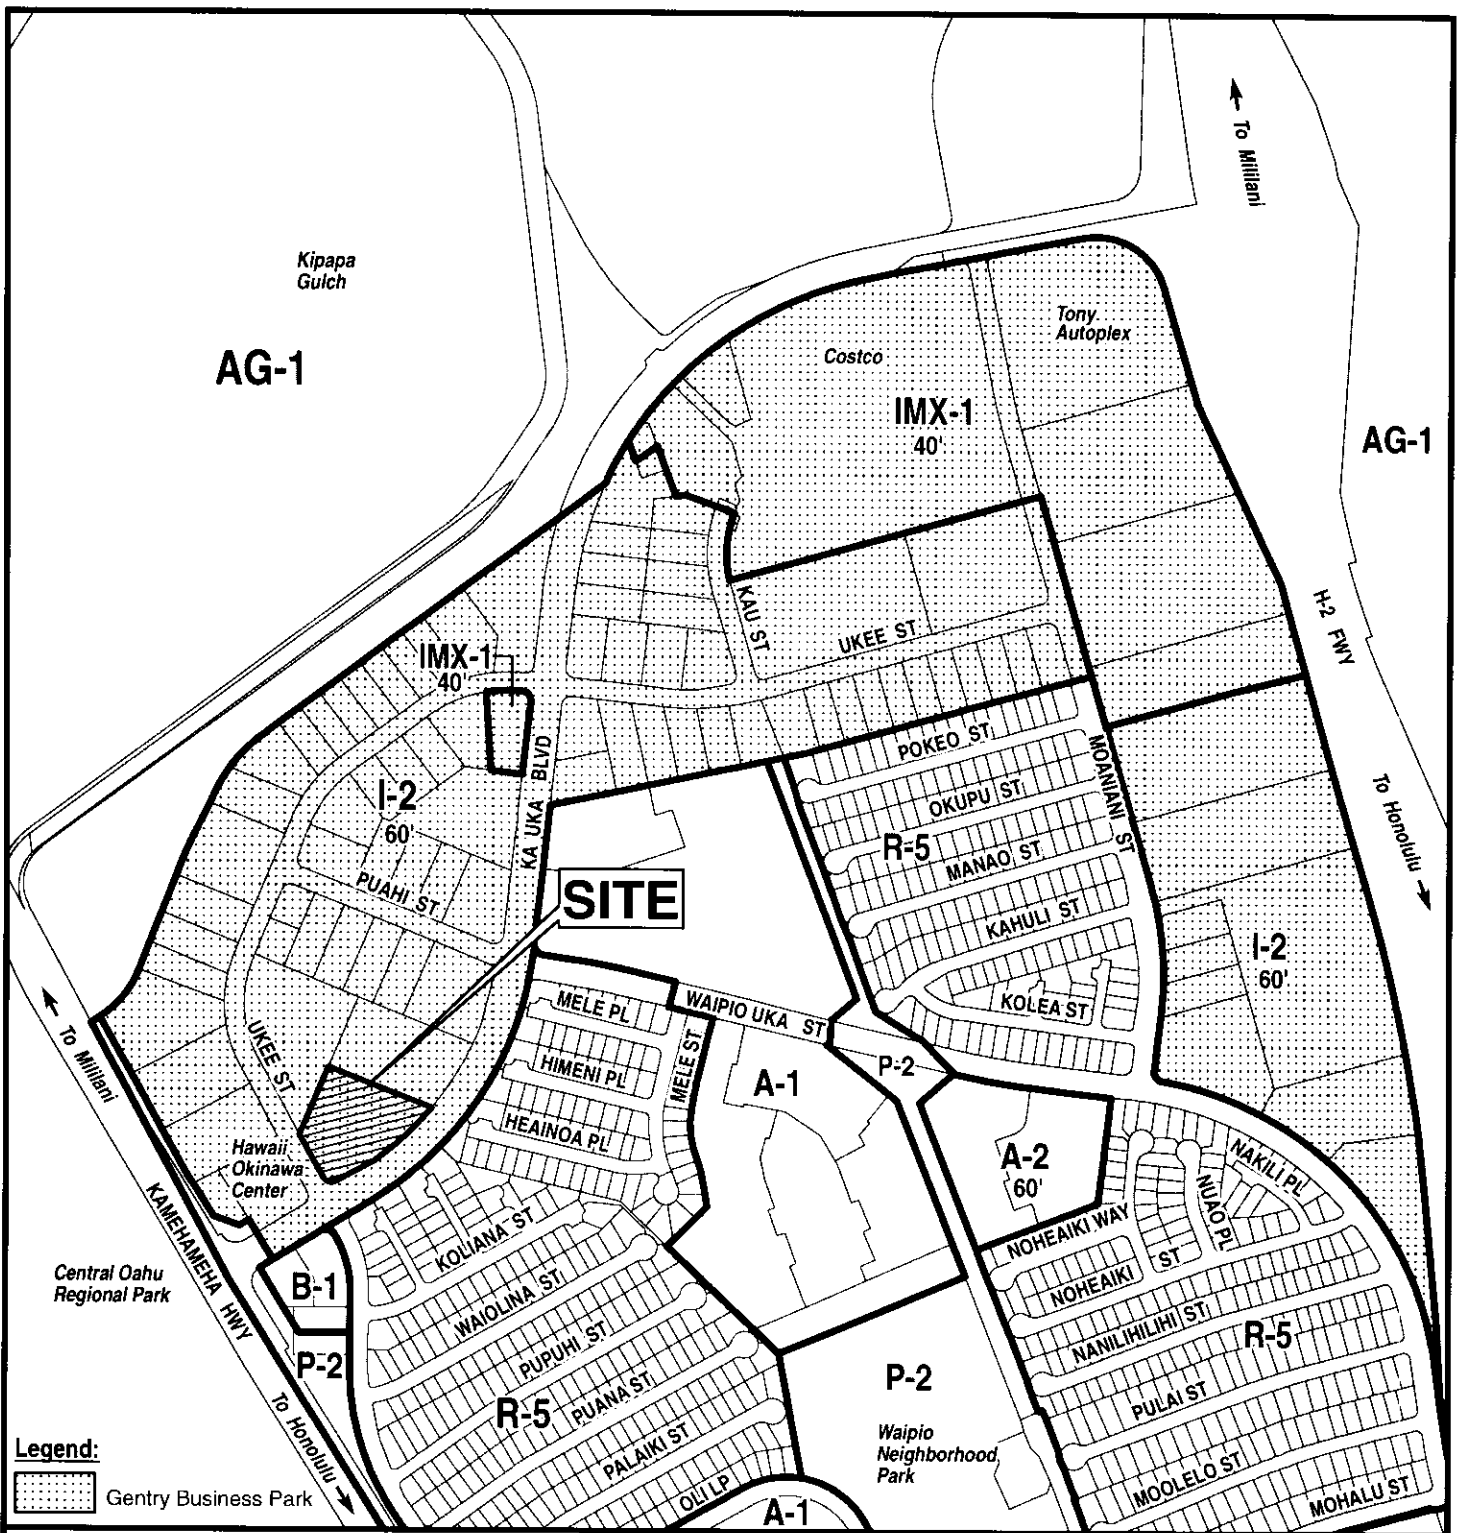 To Mililani
Kipapa
Gulch
AG-1
Tony
Autoplex
Costco
IMX-1
40'
AG-1
KAU ST
UKEE ST
H-2 FWY
IMX-1
40'
POKEO ST
MOANIANI ST
KA UKA BLVD
I-2
60'
OKUPU ST
R-5
MANAO ST
To Honolulu
PUAHI ST
SITE
KAHULI ST
I-2
60'
MELE PL
WAIPIO UKA ST
KOLEA ST
To Mililani
UKEE ST
HIMENI PL
MELE ST
A-1
P-2
HEAINOA PL
Hawaii
Okinawa
Center
A-2
60'
NAKILI PL
NUAO PL
KAMEHAMEHA HWY
KOLIANA ST
NOHEAIKI WAY
NOHEAIKI ST
Central Oahu
Regional Park
B-1
WAIOLINA ST
NANILIHILIHI ST
R-5
P-2
PUPUHI ST
P-2
PUANA ST
R-5
PULAI ST
To Honolulu
PALAIKI ST
Waipio
Neighborhood
Park
MOOLELO ST
OLI LP
A-1
MOHALU ST
Legend:
Gentry Business Park